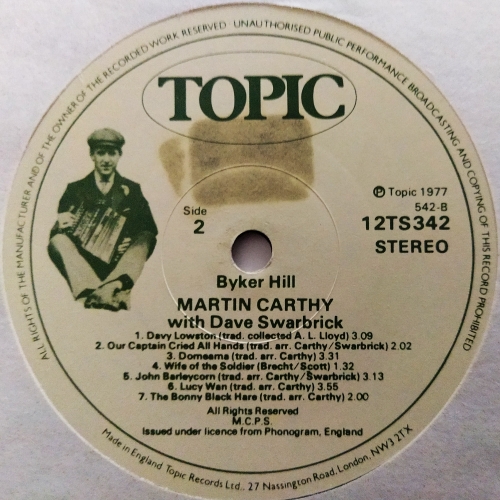 ALL RIGHTS OF THE MANUFACTURER AND OF THE OWNER OF THE RECORDED WORK RESERVED UNAUTHORISED PUBLIC PERFORMANCE BROADCASTING AND COPYING OF THIS RECORD PROHIBITED
TOPIC
Side
2
℗ Topic 1977
542-B
12TS342
STEREO
Byker Hill
MARTIN CARTHY
with Dave Swarbrick
1. Davy Lowston (trad. collected A. L. Lloyd) 3.09
2. Our Captain Cried All Hands (trad. arr. Carthy/Swarbrick) 2.02
3. Domeama (trad. arr. Carthy) 3.31
4. Wife of the Soldier (Brecht/Scott) 1.32
5. John Barleycorn (trad. arr. Carthy/Swarbrick) 3.13
6. Lucy Wan (trad. arr. Carthy) 3.55
7. The Bonny Black Hare (trad. arr. Carthy) 2.00
All Rights Reserved
M.C.P.S.
Issued under licence from Phonogram, England
Made in England Topic Records Ltd., 27 Nassington Road, London, NW3 2TX